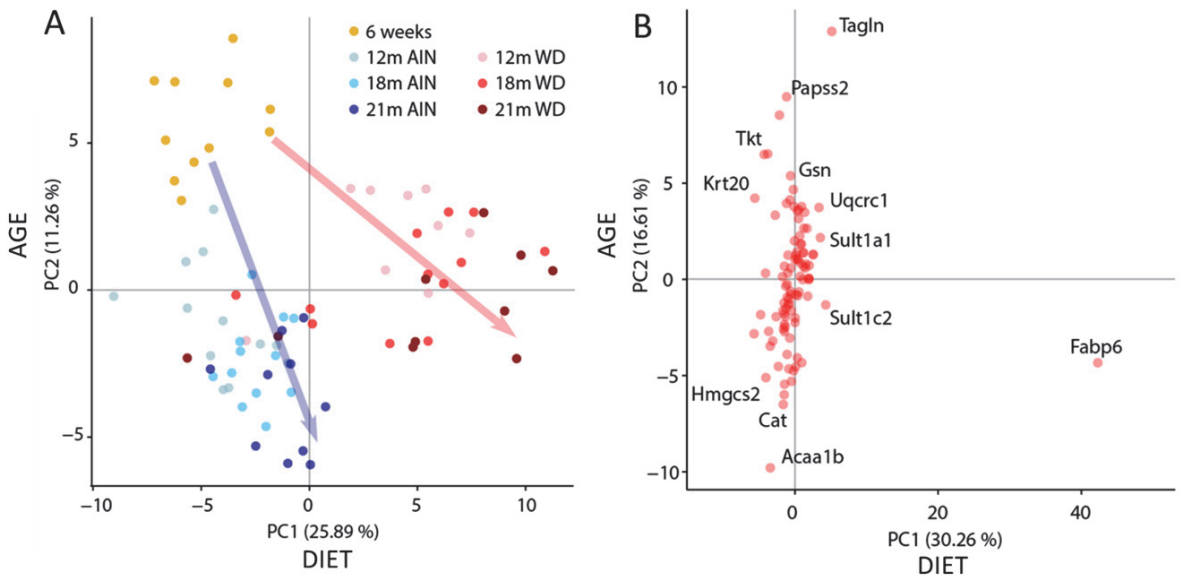 A
6 weeks
12m AIN
12m WD
18m AIN
18m WD
21m AIN
21m WD
AGE
PC2 (11.26 %)
5
0
−5
−10
−5
0
5
10
PC1 (25.89 %)
DIET
B
Tagln
Papss2
Tkt
Gsn
Krt20
Uqcrc1
Sult1a1
Sult1c2
Fabp6
Hmgcs2
Cat
Acaa1b
AGE
PC2 (16.61 %)
10
5
0
−5
−10
0
20
40
PC1 (30.26 %)
DIET